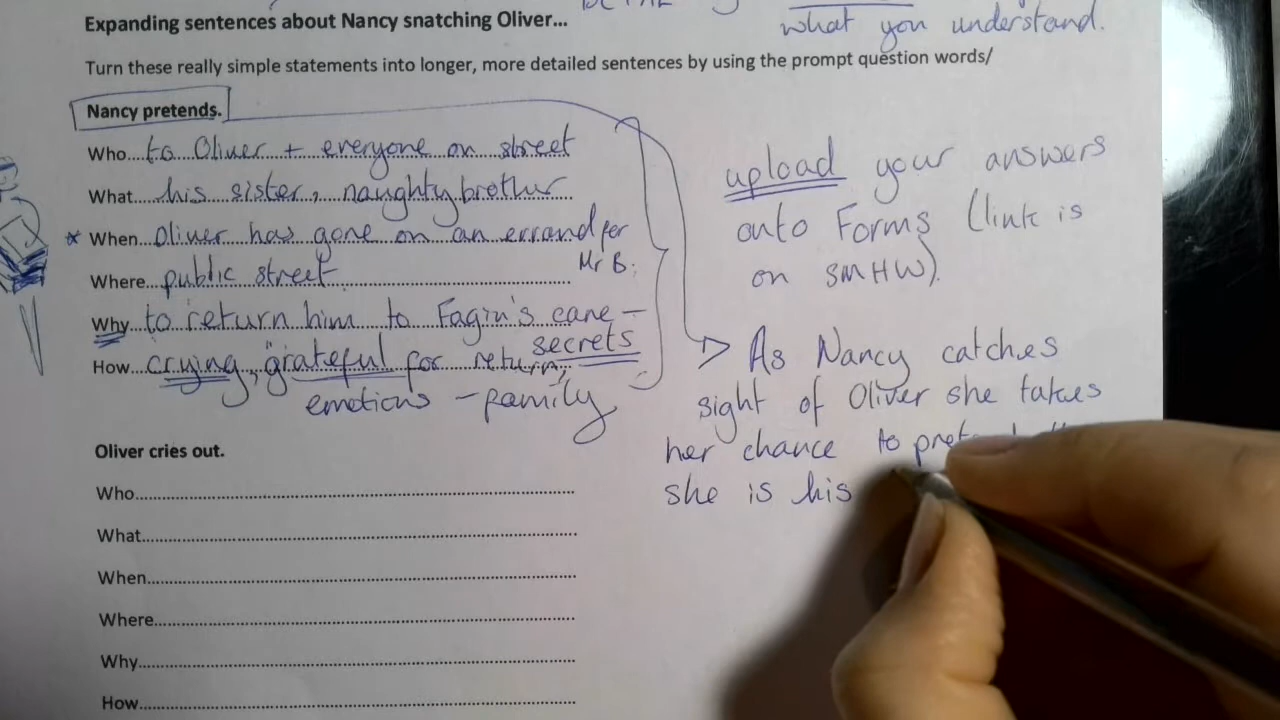 Expanding sentences about Nancy snatching Oliver...
what you understand.
Turn these really simple statements into longer, more detailed sentences by using the prompt question words/
Nancy pretends.
Who...to Oliver + everyone on street
What...his sister, naughty brother
* When...Oliver has gone on an errand for
Mr B.
Where...public street
Why...to return him to Fagin's cane –
secrets
How...crying, grateful for return,
emotions – family
upload your answers
onto Forms (link is
on SMHW).
As Nancy catches
sight of Oliver she takes
her chance to
she is his
Oliver cries out.
Who
What
When
Where
Why
How